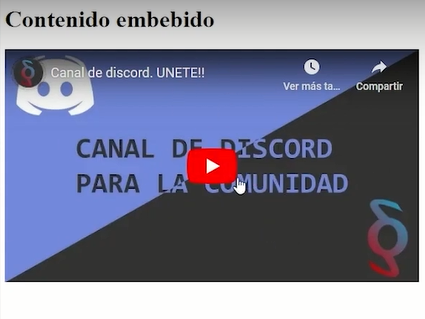 Contenido embebido
Canal de discord. UNETE!!
Ver más ta...
Compartir
CANAL DE DISCORD
PARA LA COMUNIDAD